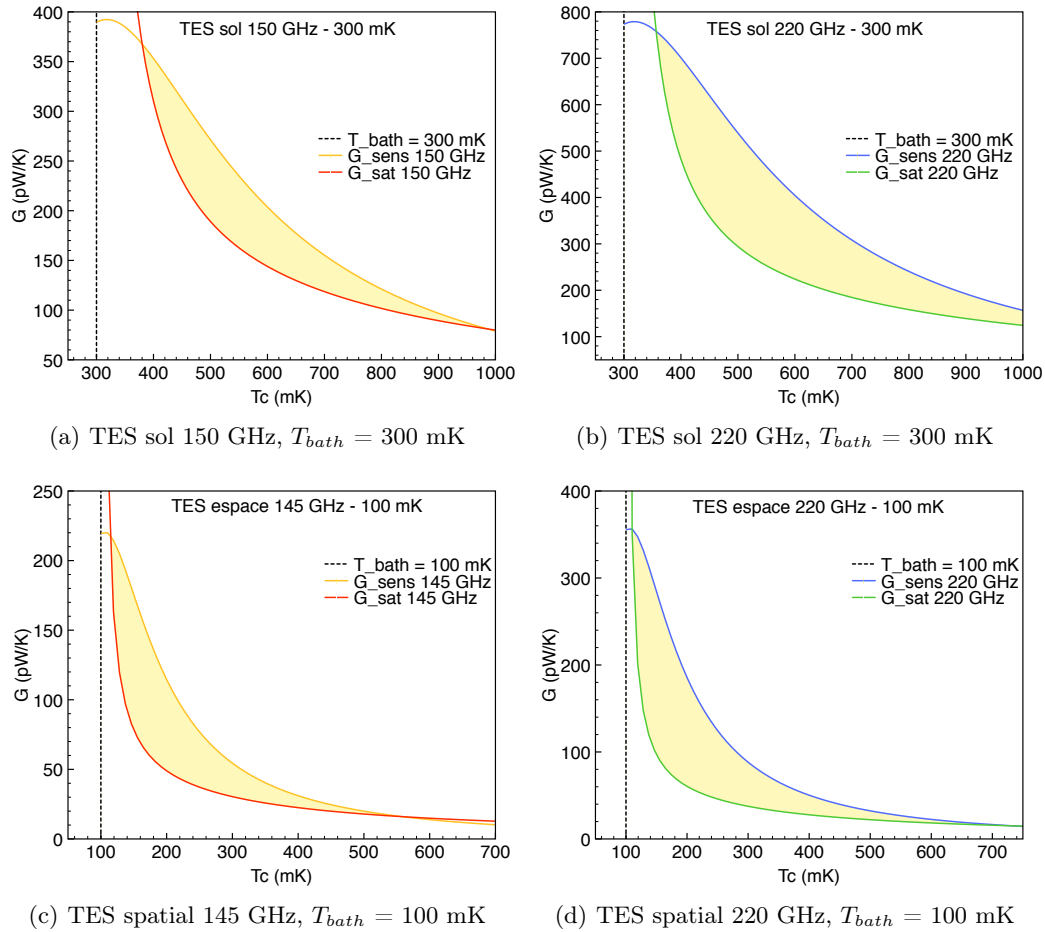 TES sol 150 GHz - 300 mK
G (pW/K)
400
350
300
250
200
150
100
50
T_bath = 300 mK
G_sens 150 GHz
G_sat 150 GHz
300 400 500 600 700 800 900 1000
Tc (mK)
(a) TES sol 150 GHz, T_bath = 300 mK
TES sol 220 GHz - 300 mK
G (pW/K)
800
700
600
500
400
300
200
100
T_bath = 300 mK
G_sens 220 GHz
G_sat 220 GHz
300 400 500 600 700 800 900 1000
Tc (mK)
(b) TES sol 220 GHz, T_bath = 300 mK
TES espace 145 GHz - 100 mK
G (pW/K)
250
200
150
100
50
0
T_bath = 100 mK
G_sens 145 GHz
G_sat 145 GHz
100 200 300 400 500 600 700
Tc (mK)
(c) TES spatial 145 GHz, T_bath = 100 mK
TES espace 220 GHz - 100 mK
G (pW/K)
400
300
200
100
0
T_bath = 100 mK
G_sens 220 GHz
G_sat 220 GHz
100 200 300 400 500 600 700
Tc (mK)
(d) TES spatial 220 GHz, T_bath = 100 mK